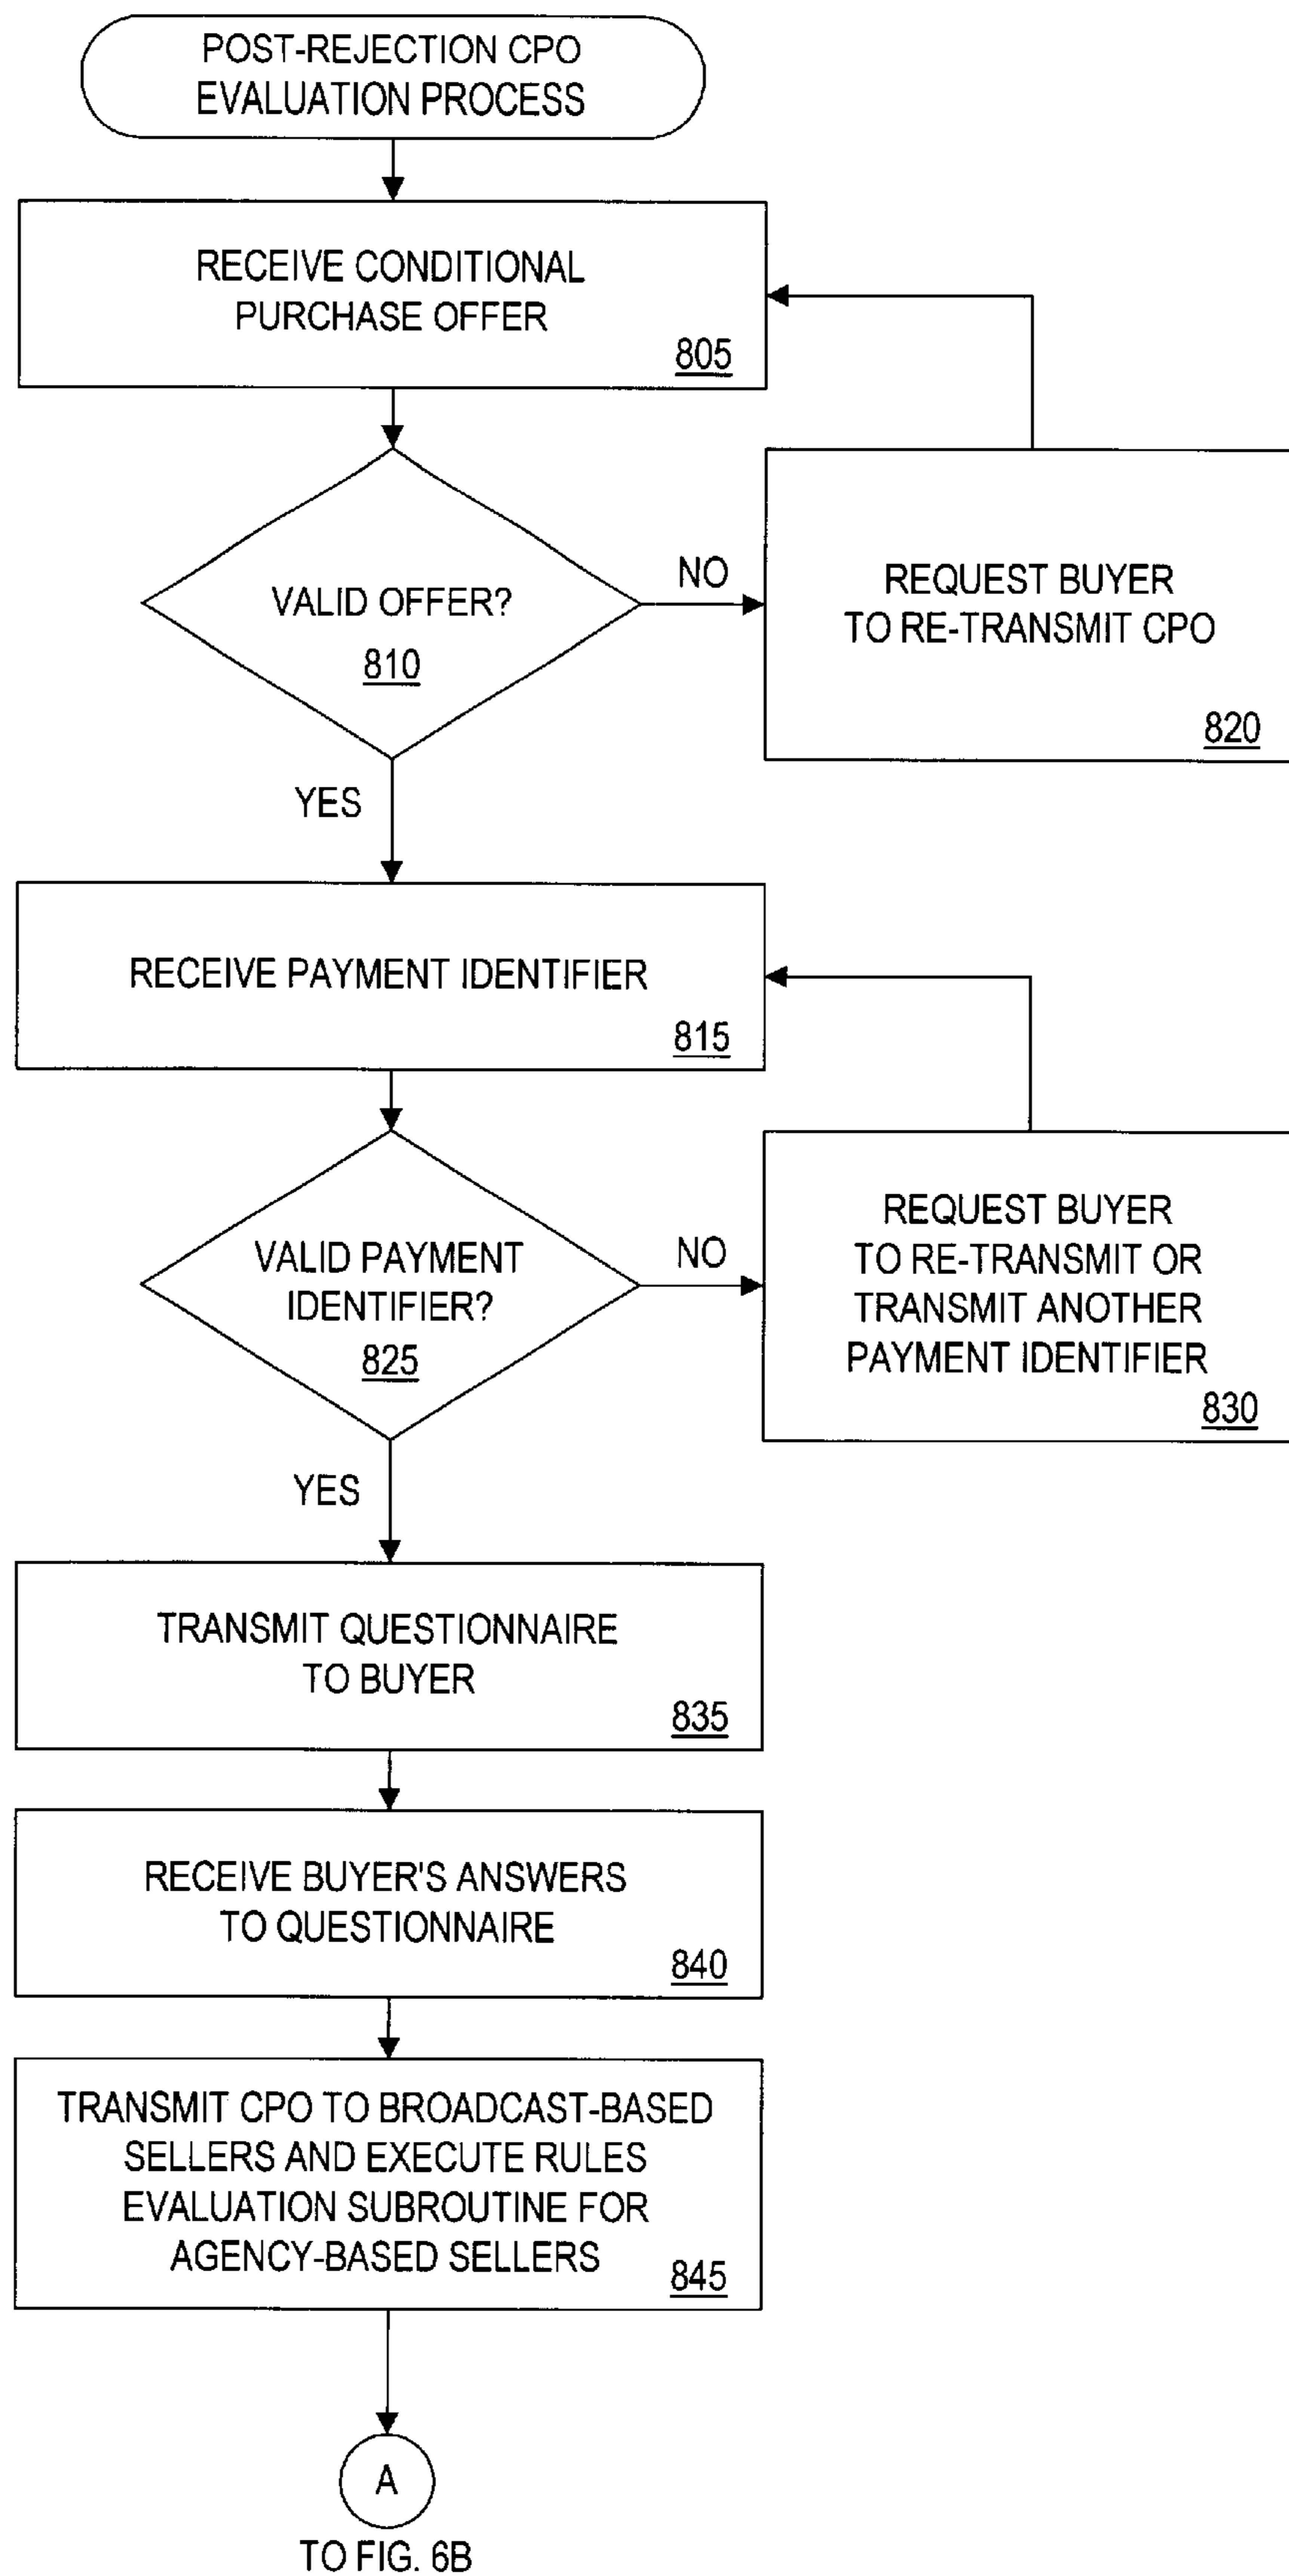 POST-REJECTION CPO
EVALUATION PROCESS
RECEIVE CONDITIONAL
PURCHASE OFFER
805
VALID OFFER?
810
NO
REQUEST BUYER
TO RE-TRANSMIT CPO
820
YES
RECEIVE PAYMENT IDENTIFIER
815
VALID PAYMENT
IDENTIFIER?
825
NO
REQUEST BUYER
TO RE-TRANSMIT OR
TRANSMIT ANOTHER
PAYMENT IDENTIFIER
830
YES
TRANSMIT QUESTIONNAIRE
TO BUYER
835
RECEIVE BUYER'S ANSWERS
TO QUESTIONNAIRE
840
TRANSMIT CPO TO BROADCAST-BASED
SELLERS AND EXECUTE RULES
EVALUATION SUBROUTINE FOR
AGENCY-BASED SELLERS
845
A
TO FIG. 6B